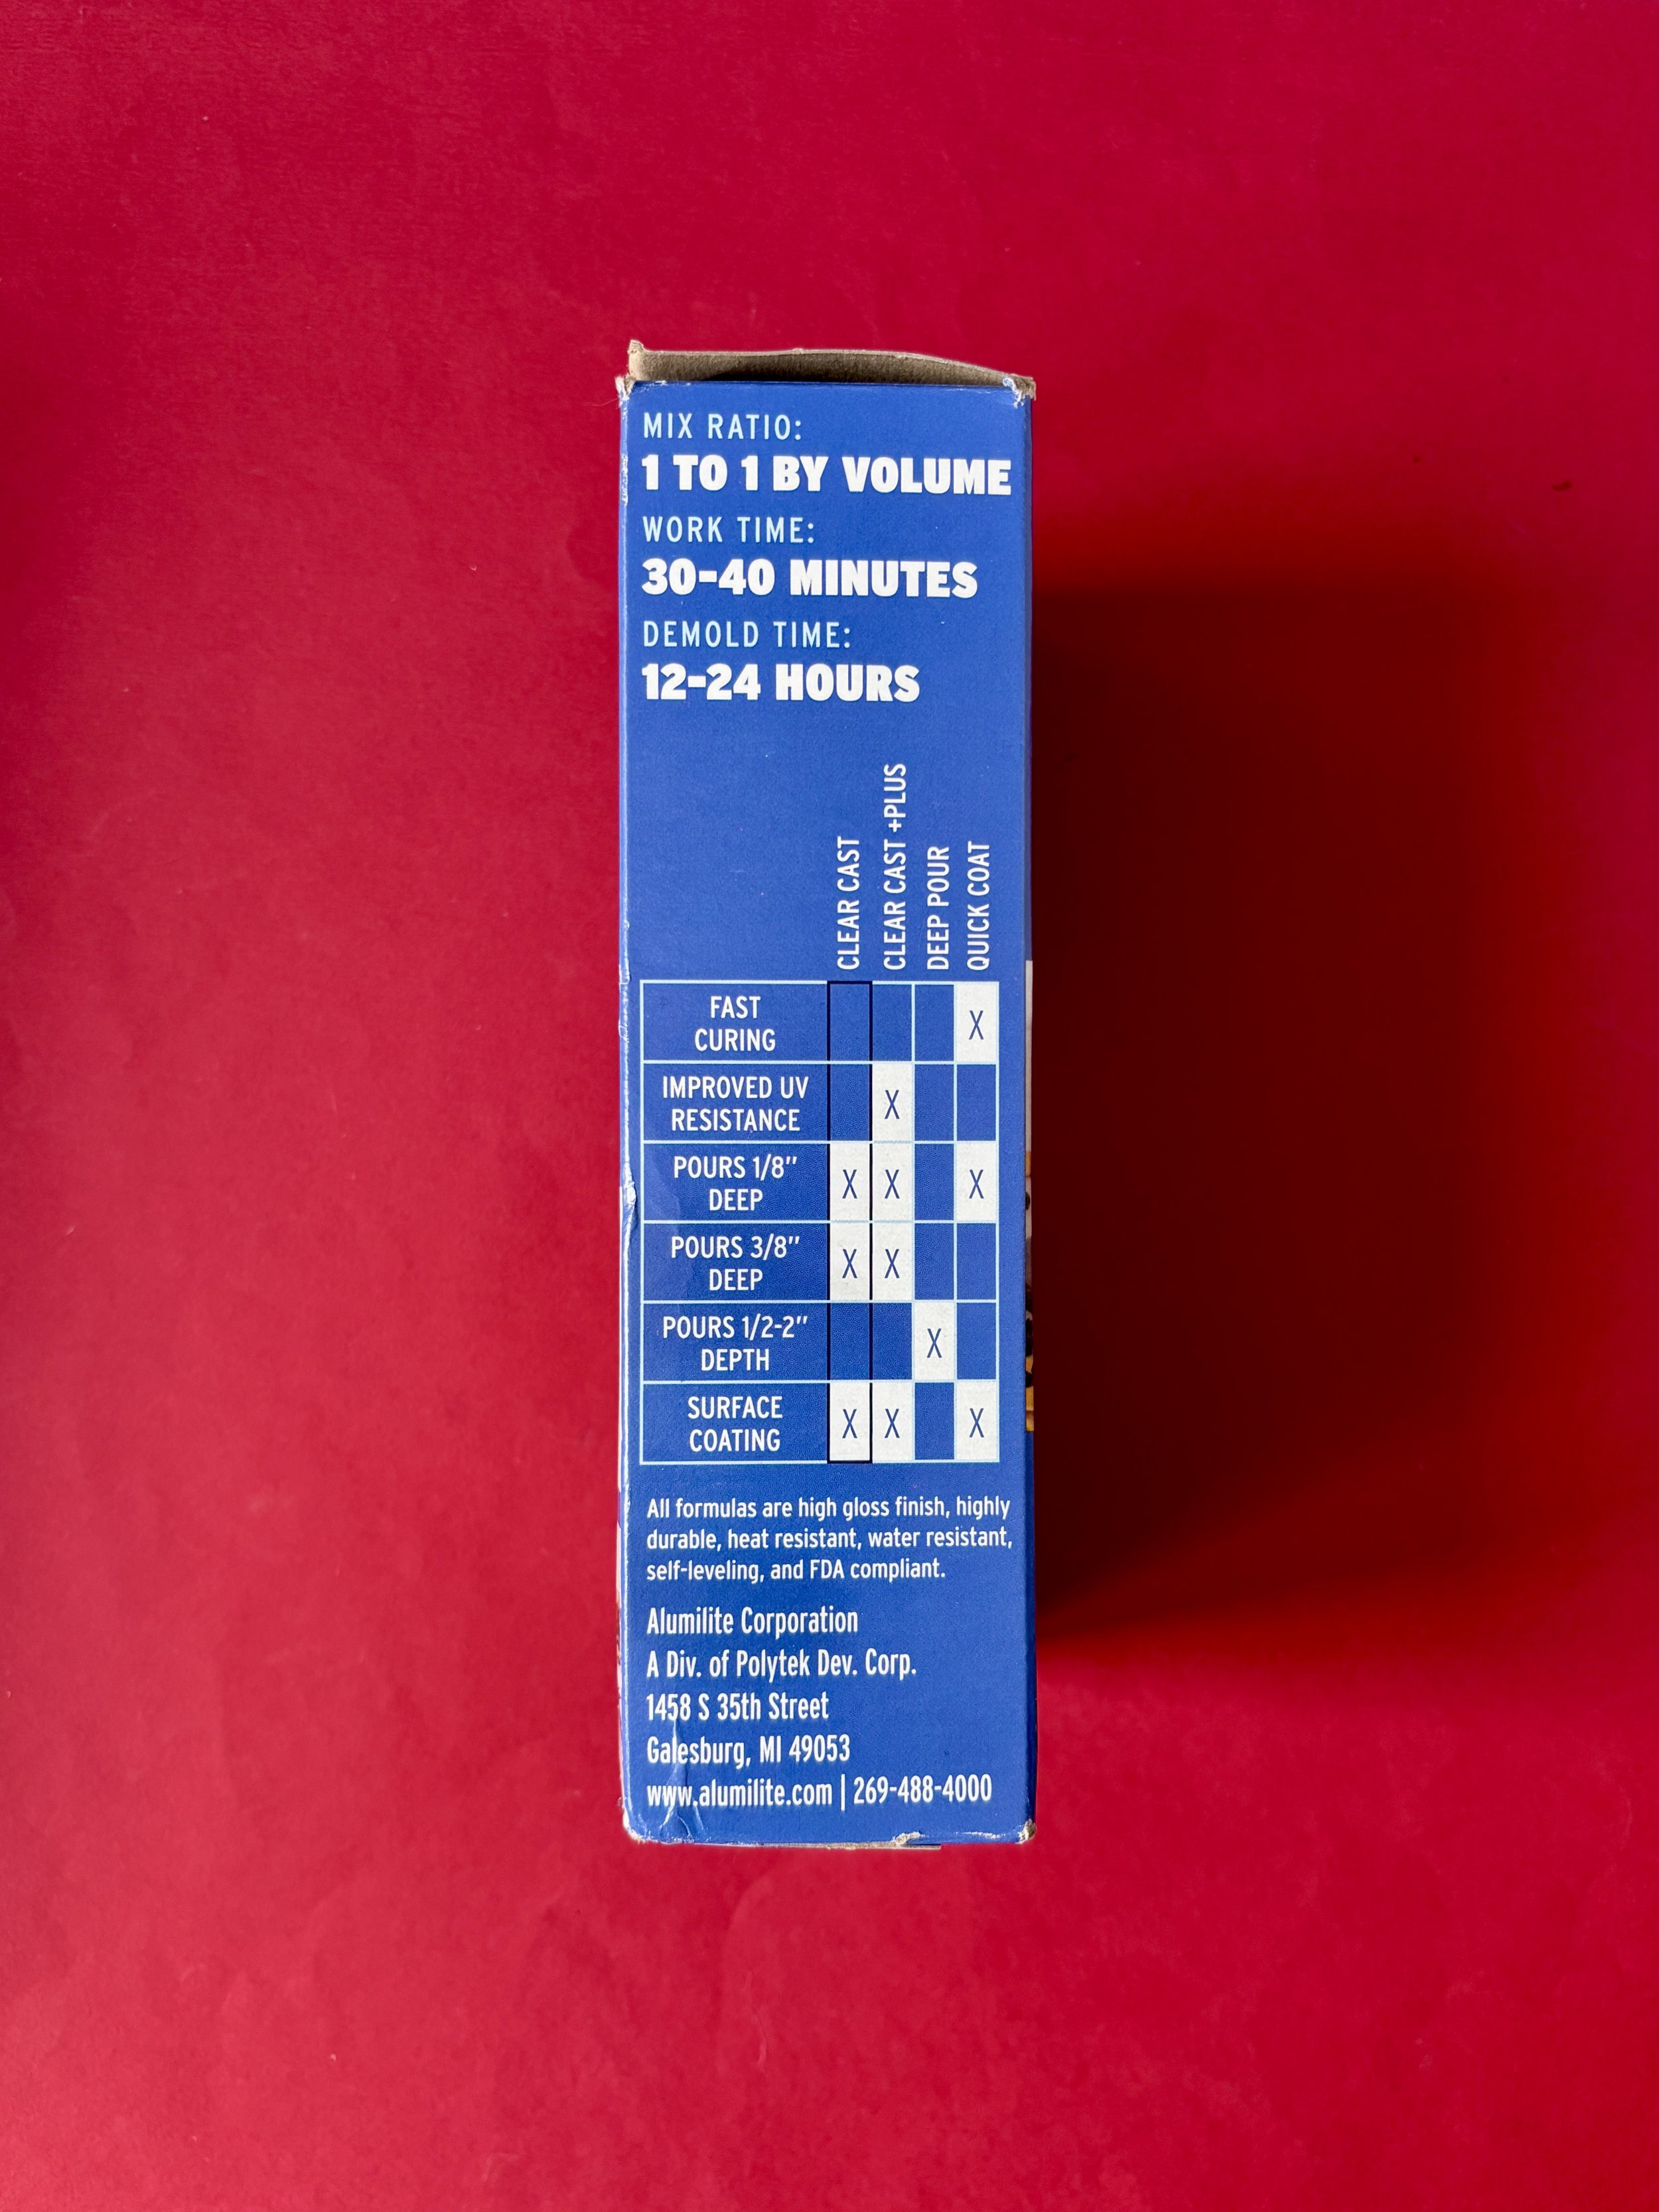 MIX RATIO:
1 TO 1 BY VOLUME
WORK TIME:
30-40 MINUTES
DEMOLD TIME:
12-24 HOURS
CLEAR CAST
CLEAR CAST +PLUS
DEEP POUR
QUICK COAT
FAST
CURING
X
IMPROVED UV
RESISTANCE
X
POURS 1/8"
DEEP
X X X
POURS 3/8"
DEEP
X X
POURS 1/2-2"
DEPTH
X
SURFACE
COATING
X X X
All formulas are high gloss finish, highly
durable, heat resistant, water resistant,
self-leveling, and FDA compliant.
Alumilite Corporation
A Div. of Polytek Dev. Corp.
1458 S 35th Street
Galesburg, MI 49053
www.alumilite.com | 269-488-4000